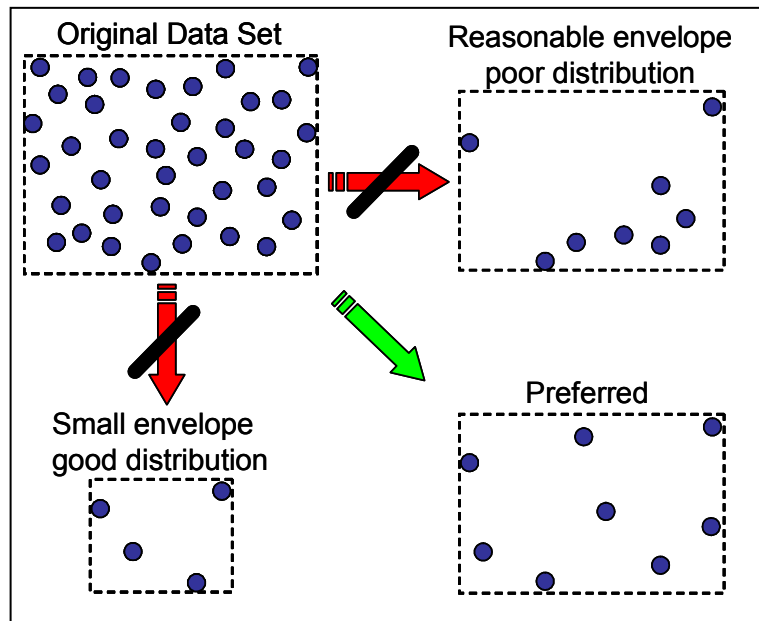 Original Data Set
Reasonable envelope
poor distribution
Small envelope
good distribution
Preferred